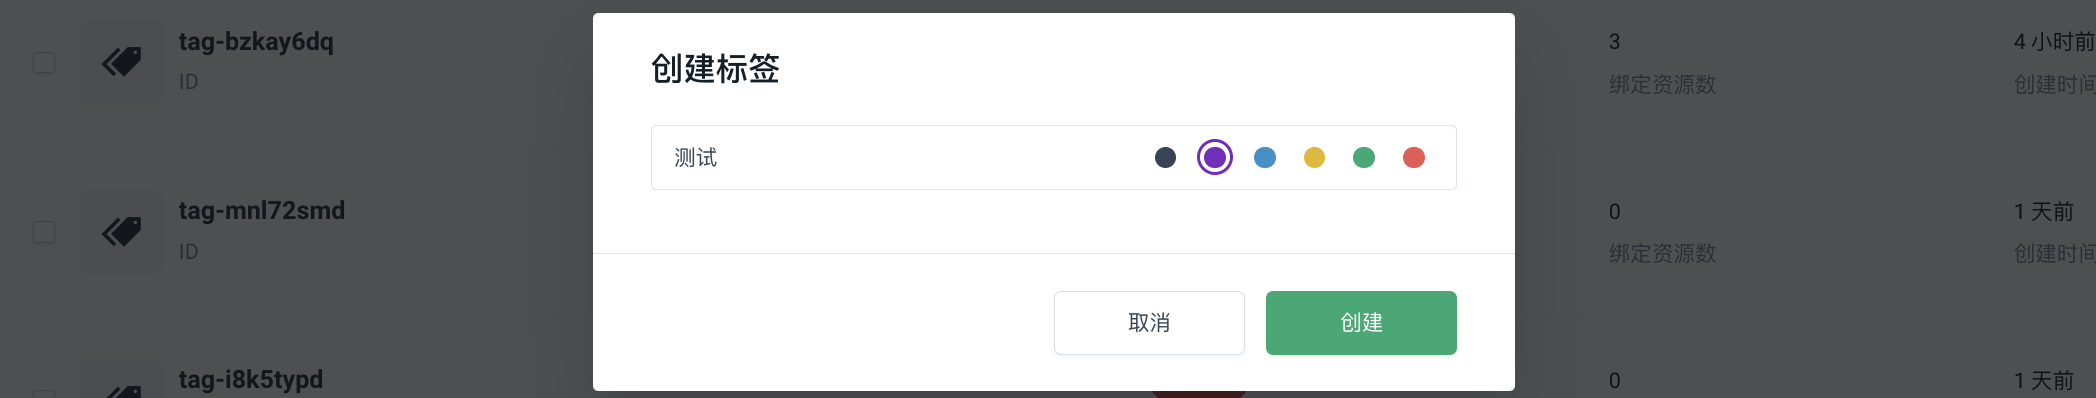 tag-bzkay6dq
ID
3
绑定资源数
4 小时前
创建时间
创建标签
测试
取消
创建
tag-mnl72smd
ID
0
绑定资源数
1 天前
创建时间
tag-i8k5typd
0
1 天前